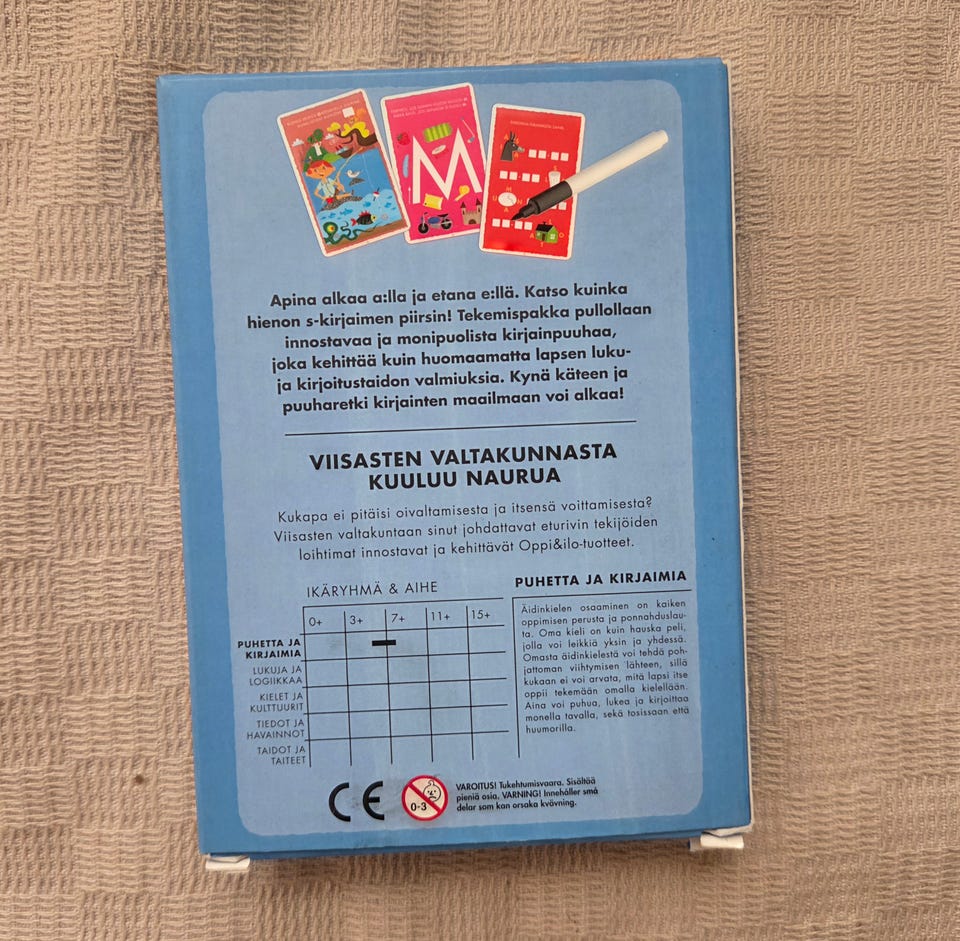 M
Apina alkaa a:lla ja etana e:llä. Katso kuinka
hienon s-kirjaimen piirsin! Tekemispakka pullollaan
innostavaa ja monipuolista kirjainpuuhaa,
joka kehittää kuin huomaamatta lapsen luku-
ja kirjoitustaidon valmiuksia. Kynä käteen ja
puuharetki kirjainten maailmaan voi alkaa!
VIISASTEN VALTAKUNNASTA
KUULUU NAURUA
Kukapa ei pitäisi oivaltamisesta ja itsensä voittamisesta?
Viisasten valtakuntaan sinut johdattavat eturivin tekijöiden
loihtimat innostavat ja kehittävät Oppi&ilo-tuotteet.
IKÄRYHMÄ & AIHE
0+ 3+ 7+ 11+ 15+
PUHETTA JA
KIRJAIMIA
LUKUJA JA
LOGIIKKAA
KIELET JA
KULTTUURIT
TIEDOT JA
HAVAINNOT
TAIDOT JA
TAITEET
PUHETTA JA KIRJAIMIA
Äidinkielen osaaminen on kaiken
oppimisen perusta ja ponnahduslau-
ta. Oma kieli on kuin hauska peli,
jolla voi leikkiä yksin ja yhdessä.
Omasta äidinkielestä voi tehdä poh-
jattoman viihtymisen lähteen, sillä
kukaan ei voi arvata, mitä lapsi itse
oppii tekemään omalla kielellään.
Aina voi puhua, lukea ja kirjoittaa
monella tavalla, sekä tosissaan että
huumorilla.
CE
0-3
VAROITUS! Tukehtumisvaara. Sisältää
pieniä osia. VARNING! Innehåller små
delar som kan orsaka kvävning.